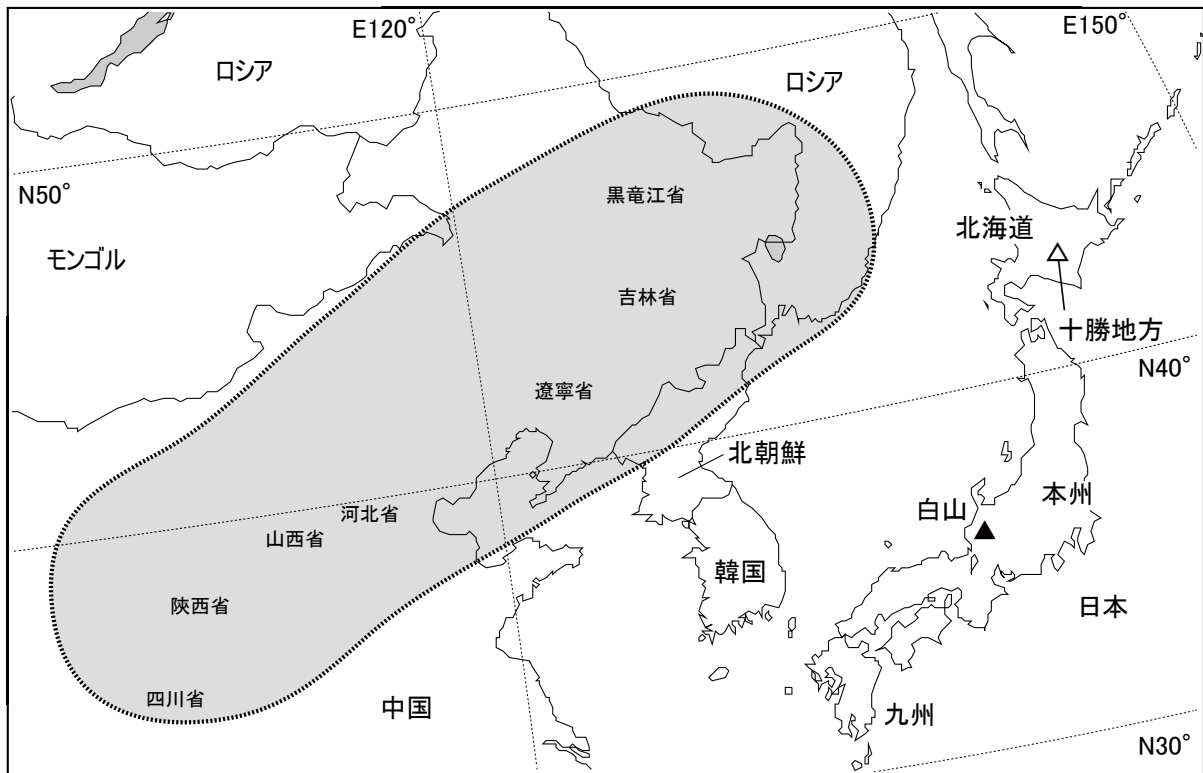 E120°
E150°
ロシア
ロシア
N50°
黒竜江省
北海道
モンゴル
吉林省
十勝地方
N40°
遼寧省
北朝鮮
河北省
山西省
白山
本州
韓国
陝西省
日本
四川省
中国
九州
N30°